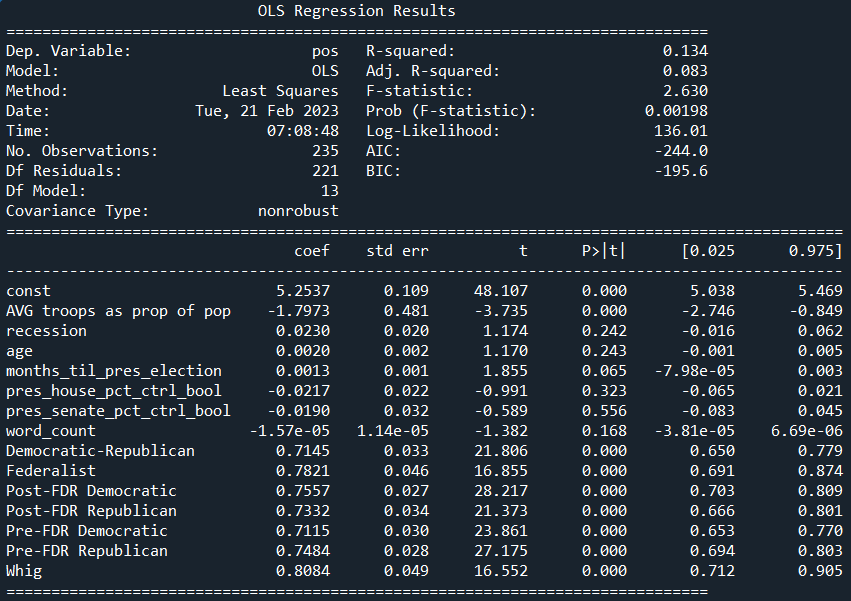 OLS Regression Results
==============================================================================
Dep. Variable: pos R-squared: 0.134
Model: OLS Adj. R-squared: 0.083
Method: Least Squares F-statistic: 2.630
Date: Tue, 21 Feb 2023 Prob (F-statistic): 0.00198
Time: 07:08:48 Log-Likelihood: 136.01
No. Observations: 235 AIC: -244.0
Df Residuals: 221 BIC: -195.6
Df Model: 13
Covariance Type: nonrobust
=============================================================================================
coef std err t P>|t| [0.025 0.975]
---------------------------------------------------------------------------------------------
const 5.2537 0.109 48.107 0.000 5.038 5.469
AVG troops as prop of pop -1.7973 0.481 -3.735 0.000 -2.746 -0.849
recession 0.0230 0.020 1.174 0.242 -0.016 0.062
age 0.0020 0.002 1.170 0.243 -0.001 0.005
months_til_pres_election 0.0013 0.001 1.855 0.065 -7.98e-05 0.003
pres_house_pct_ctrl_bool -0.0217 0.022 -0.991 0.323 -0.065 0.021
pres_senate_pct_ctrl_bool -0.0190 0.032 -0.589 0.556 -0.083 0.045
word_count -1.57e-05 1.14e-05 -1.382 0.168 -3.81e-05 6.69e-06
Democratic-Republican 0.7145 0.033 21.806 0.000 0.650 0.779
Federalist 0.7821 0.046 16.855 0.000 0.691 0.874
Post-FDR Democratic 0.7557 0.027 28.217 0.000 0.703 0.809
Post-FDR Republican 0.7332 0.034 21.373 0.000 0.666 0.801
Pre-FDR Democratic 0.7115 0.030 23.861 0.000 0.653 0.770
Pre-FDR Republican 0.7484 0.028 27.175 0.000 0.694 0.803
Whig 0.8084 0.049 16.552 0.000 0.712 0.905
==============================================================================